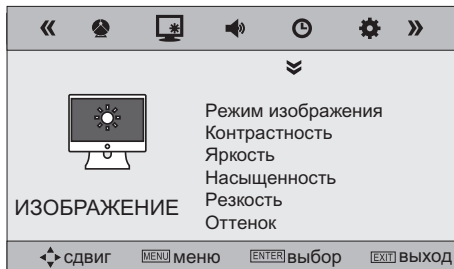 Режим изображения
Контрастность
Яркость
Насыщенность
Резкость
Оттенок
ИЗОБРАЖЕНИЕ
сдвиг MENU меню ENTER выбор EXIT выход